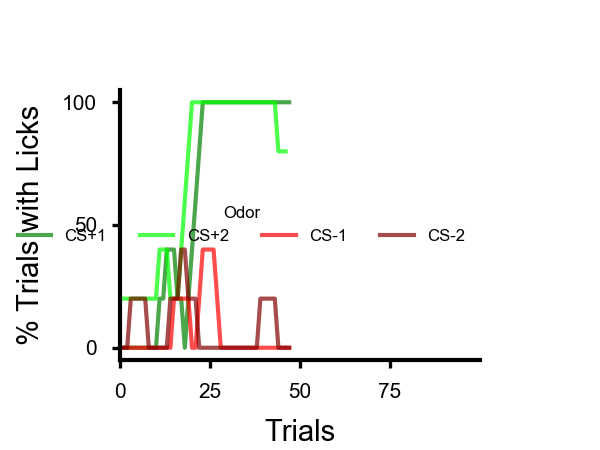 100
50
0
% Trials with Licks
Odor
CS+1 CS+2 CS-1 CS-2
0 25 50 75
Trials